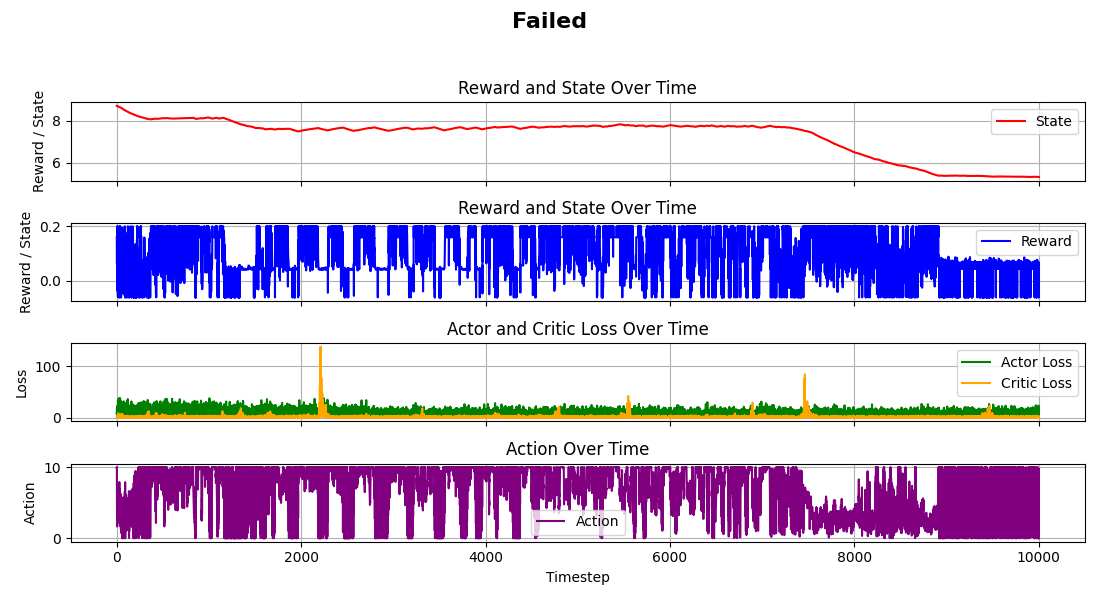 Failed
Reward and State Over Time
Reward / State
8
6
State
Reward and State Over Time
Reward / State
0.2
0.0
Reward
Actor and Critic Loss Over Time
Loss
100
0
Actor Loss
Critic Loss
Action Over Time
Action
10
0
Action
0 2000 4000 6000 8000 10000
Timestep